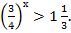 (3/4)ˣ > 1 1/3.